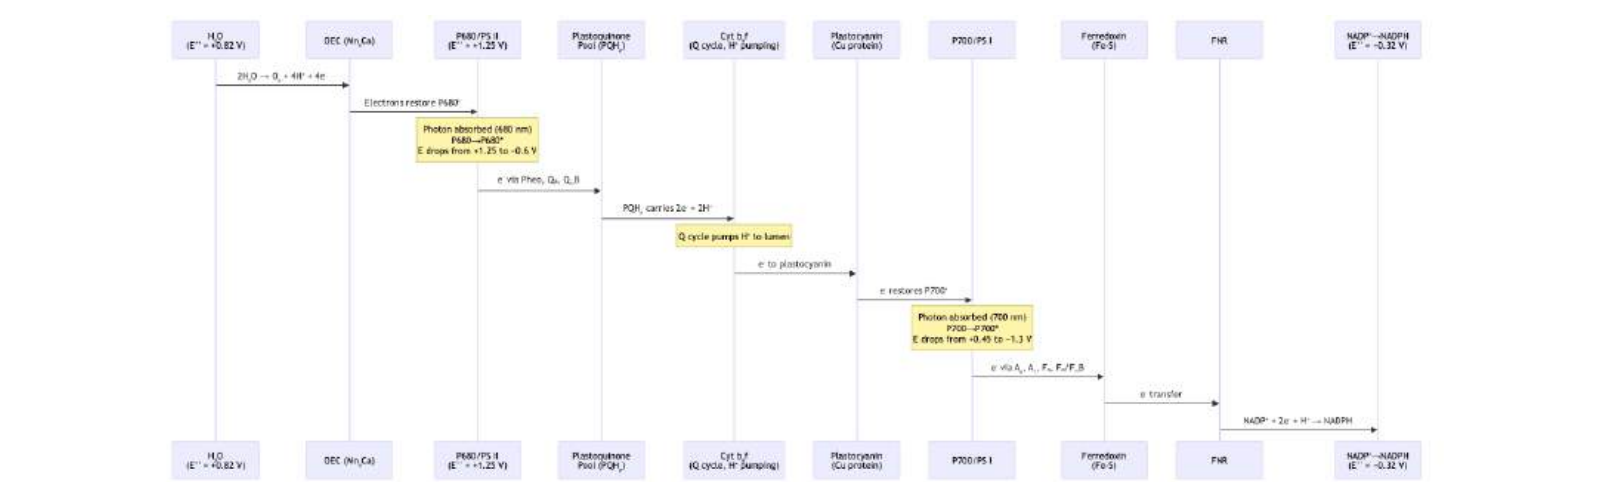 H₂O
(E°' = +0.82 V)
OEC (Mn₄Ca)
P680/PS II
(E°' = +1.25 V)
Plastoquinone
Pool (PQH₂)
Cyt b₆f
(Q cycle, H⁺ pumping)
Plastocyanin
(Cu protein)
P700/PS I
Ferredoxin
(Fe-S)
FNR
NADP⁺→NADPH
(E°' = −0.32 V)
2H₂O → O₂ + 4H⁺ + 4e⁻
Electrons restore P680⁺
Photon absorbed (680 nm)
P680→P680*
E drops from +1.25 to −0.6 V
e⁻ via Pheo, Qₐ, Q_B
PQH₂ carries 2e⁻ + 2H⁺
Q cycle pumps H⁺ to lumen
e⁻ to plastocyanin
e⁻ restores P700⁺
Photon absorbed (700 nm)
P700→P700*
E drops from +0.45 to −1.3 V
e⁻ via A₀, A₁, Fₓ, Fₐ/F_B
e⁻ transfer
NADP⁺ + 2e⁻ + H⁺ → NADPH
H₂O
(E°' = +0.82 V)
OEC (Mn₄Ca)
P680/PS II
(E°' = +1.25 V)
Plastoquinone
Pool (PQH₂)
Cyt b₆f
(Q cycle, H⁺ pumping)
Plastocyanin
(Cu protein)
P700/PS I
Ferredoxin
(Fe-S)
FNR
NADP⁺→NADPH
(E°' = −0.32 V)